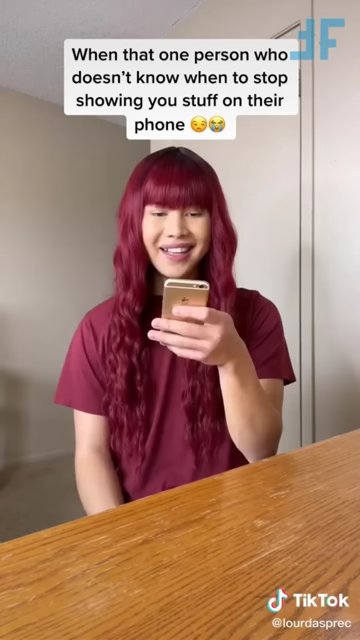 When that one person who
doesn’t know when to stop
showing you stuff on their
phone 😒😭
TikTok
@lourdasprec